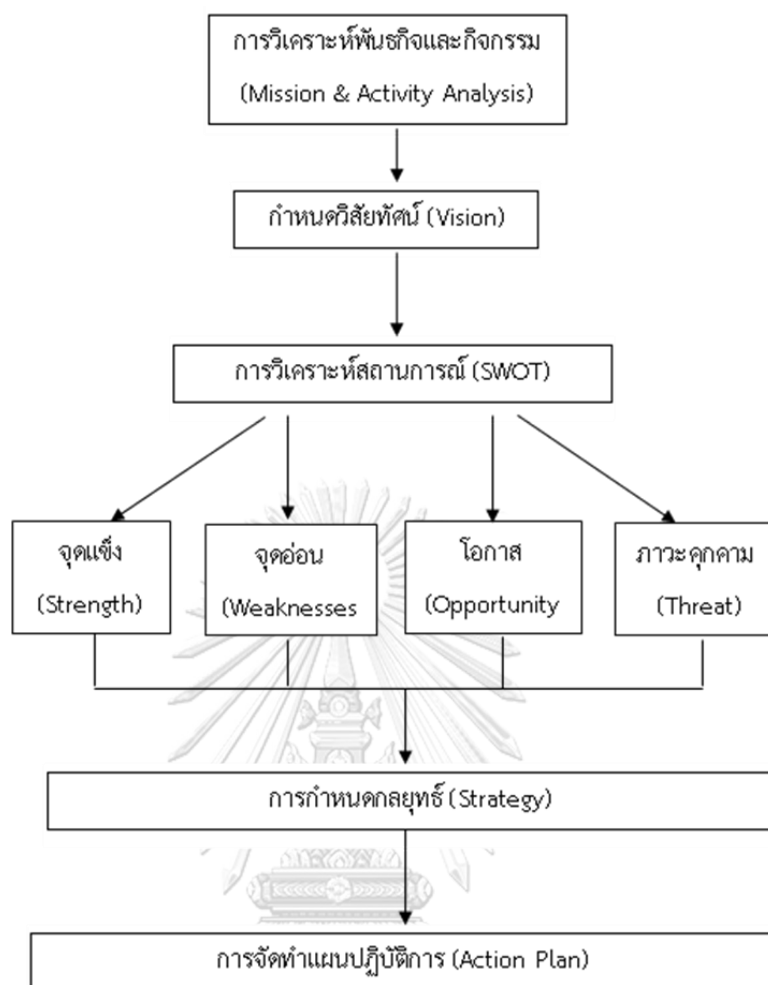 การวิเคราะห์พันธกิจและกิจกรรม
(Mission & Activity Analysis)
กำหนดวิสัยทัศน์ (Vision)
การวิเคราะห์สถานการณ์ (SWOT)
จุดแข็ง
(Strength)
จุดอ่อน
(Weaknesses
โอกาส
(Opportunity
ภาวะคุกคาม
(Threat)
การกำหนดกลยุทธ์ (Strategy)
การจัดทำแผนปฏิบัติการ (Action Plan)